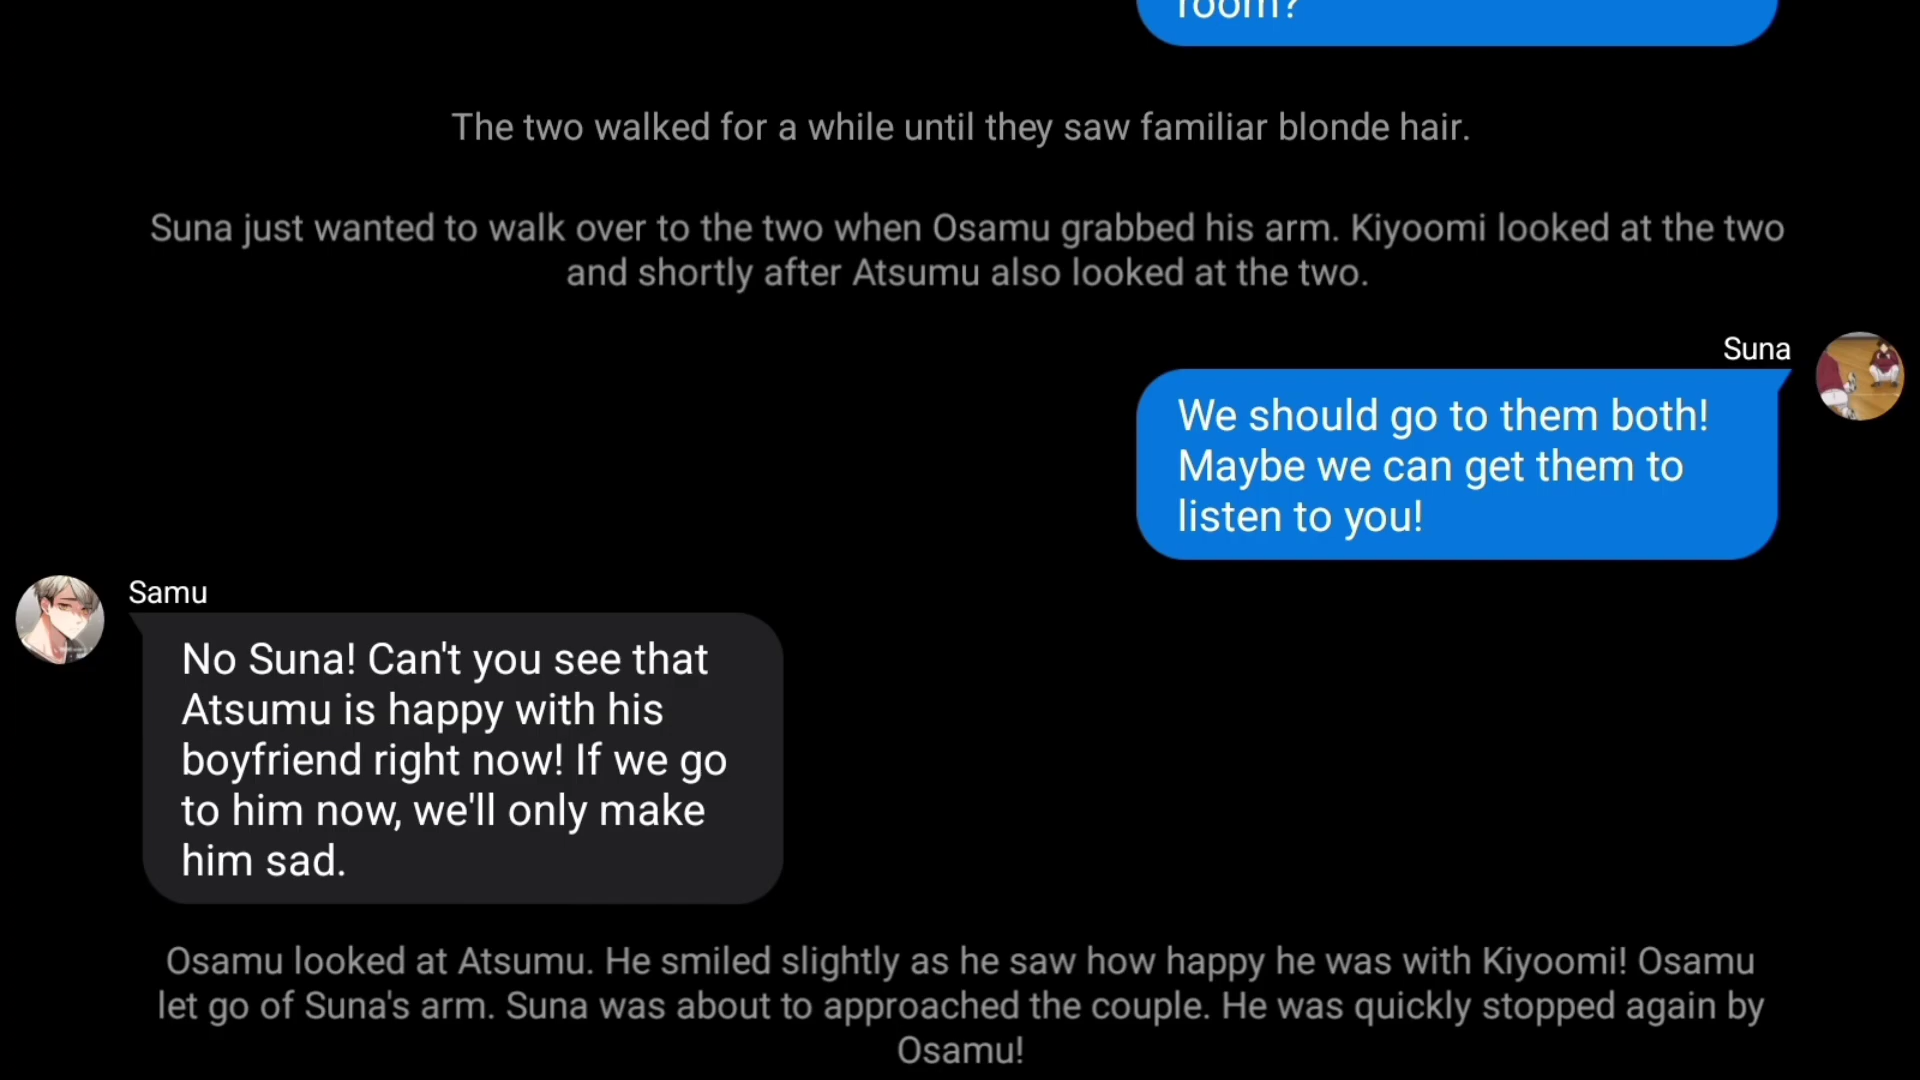 room?
The two walked for a while until they saw familiar blonde hair.
Suna just wanted to walk over to the two when Osamu grabbed his arm. Kiyoomi looked at the two
and shortly after Atsumu also looked at the two.
Suna
We should go to them both!
Maybe we can get them to
listen to you!
Samu
No Suna! Can't you see that
Atsumu is happy with his
boyfriend right now! If we go
to him now, we'll only make
him sad.
Osamu looked at Atsumu. He smiled slightly as he saw how happy he was with Kiyoomi! Osamu
let go of Suna's arm. Suna was about to approached the couple. He was quickly stopped again by
Osamu!